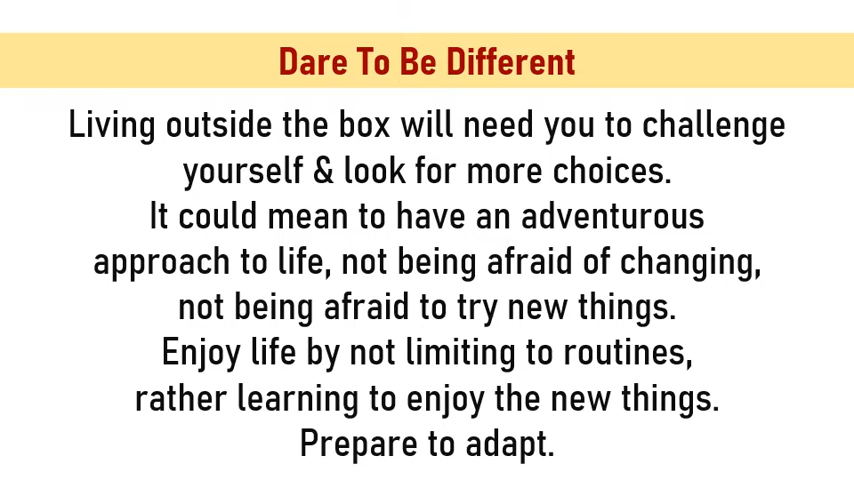 Dare To Be Different
Living outside the box will need you to challenge
yourself & look for more choices.
It could mean to have an adventurous
approach to life, not being afraid of changing,
not being afraid to try new things.
Enjoy life by not limiting to routines,
rather learning to enjoy the new things.
Prepare to adapt.